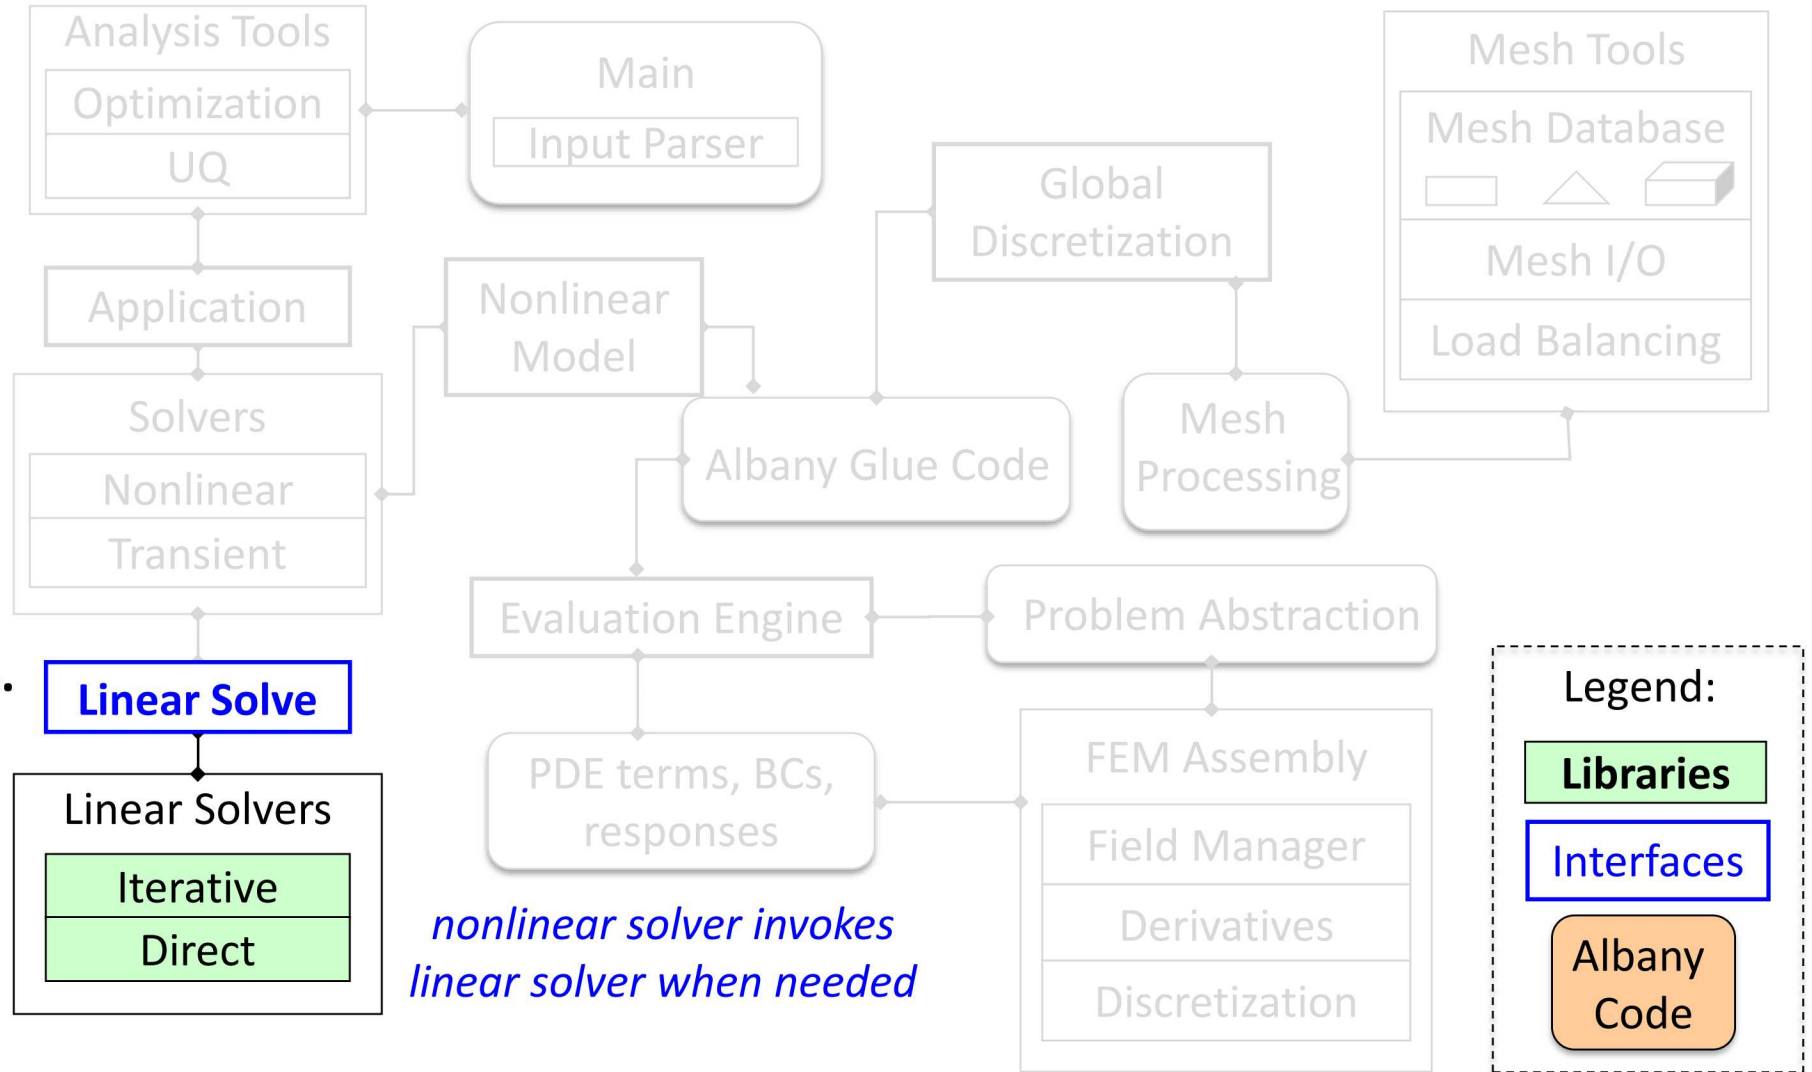 Analysis Tools
Optimization
UQ
Main
Input Parser
Mesh Tools
Mesh Database
Mesh I/O
Load Balancing
Global
Discretization
Application
Nonlinear
Model
Solvers
Nonlinear
Transient
Albany Glue Code
Mesh
Processing
Evaluation Engine
Problem Abstraction
Linear Solve
Linear Solvers
Iterative
Direct
PDE terms, BCs,
responses
FEM Assembly
Field Manager
Derivatives
Discretization
nonlinear solver invokes
linear solver when needed
Legend:
Libraries
Interfaces
Albany
Code